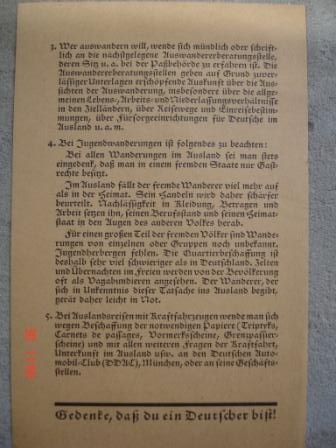 3. Wer auswandern will, wende sich mündlich oder schrift-
lich an die nächstgelegene Auswandererberatungsstelle,
deren Sitz u. a. bei der Paßbehörde zu erfahren ist. Die
Auswandererberatungsstellen geben auf Grund zuver-
lässiger Unterlagen erschöpfende Auskunft über die Aus-
sichten der Auswanderung, insbesondere über die allge-
meinen Lebens-, Arbeits- und Niederlassungsverhältnisse
in den Zielländern, über Reisewege und Einreisebestim-
mungen, über Fürsorgeeinrichtungen für Deutsche im
Ausland u. a. m.
4. Bei Jugendwanderungen ist folgendes zu beachten:
Bei allen Wanderungen im Ausland sei man stets
eingedenk, daß man in einem fremden Staate nur Gast-
rechte besitzt.
Im Ausland fällt der fremde Wanderer viel mehr auf
als in der Heimat. Sein Handeln wird daher schärfer
beurteilt. Nachlässigkeit in Kleidung, Betragen und
Arbeit setzen ihn, seinen Berufsstand und seinen Heimat-
staat in den Augen des anderen Volkes herab.
Für einen großen Teil der fremden Völker sind Wande-
rungen von einzelnen oder Gruppen noch unbekannt.
Jugendherbergen fehlen. Die Quartierbeschaffung ist
deshalb sehr viel schwieriger als in Deutschland. Zelten
und Übernachten im Freien werden von der Bevölkerung
oft als Vagabundieren angesehen. Der Wanderer, der
sich in Unkenntnis dieser Tatsache ins Ausland begibt,
gerät daher leicht in Not.
5. Bei Auslandsreisen mit Kraftfahrzeugen wende man sich
wegen Beschaffung der notwendigen Papiere (Triptyks,
Carnets de passages, Vormerkscheine, Grenzpassier-
scheine) und mit allen weiteren Fragen der Kraftfahrt,
Unterkunft im Ausland usw. an den Deutschen Auto-
mobil-Club (DDAC), München, oder an seine Geschäfts-
stellen.
Gedenke, daß du ein Deutscher bist!